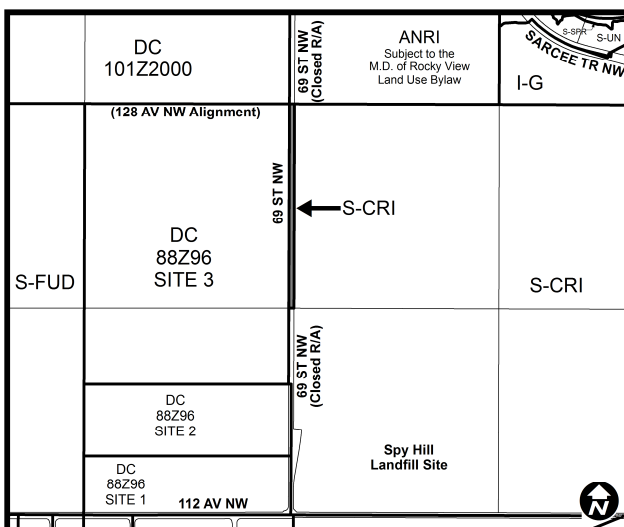 DC
101Z2000
69 ST NW
(Closed R/A)
ANRI
Subject to the
M.D. of Rocky View
Land Use Bylaw
S-SPR
S-UN
SARCEE TR NW
I-G
(128 AV NW Alignment)
69 ST NW
S-CRI
DC
88Z96
SITE 3
S-FUD
S-CRI
69 ST NW
(Closed R/A)
DC
88Z96
SITE 2
Spy Hill
Landfill Site
DC
88Z96
SITE 1
112 AV NW
N